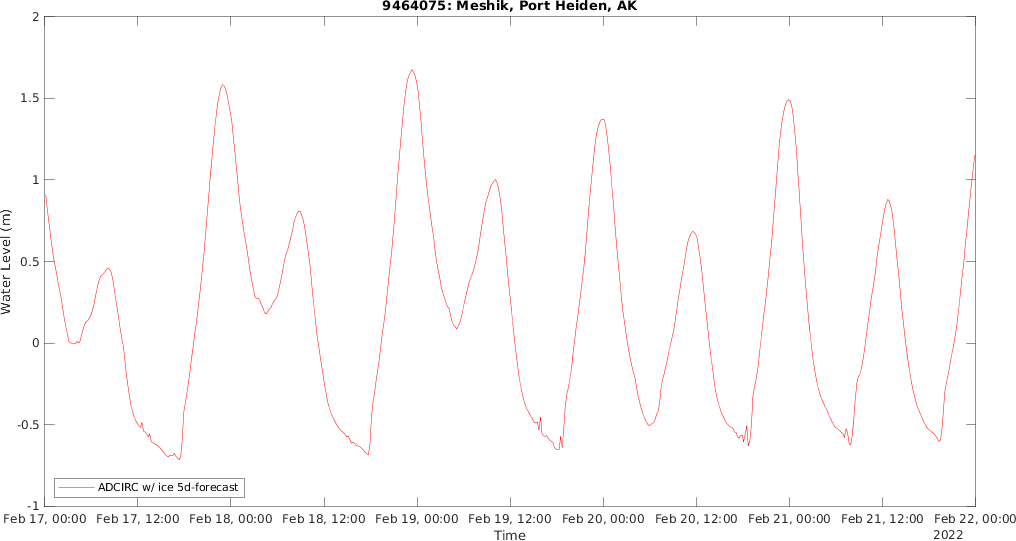 9464075: Meshik, Port Heiden, AK
2
1.5
1
0.5
0
-0.5
-1
Water Level (m)
ADCIRC w/ ice 5d-forecast
Feb 17, 00:00 Feb 17, 12:00 Feb 18, 00:00 Feb 18, 12:00 Feb 19, 00:00 Feb 19, 12:00 Feb 20, 00:00 Feb 20, 12:00 Feb 21, 00:00 Feb 21, 12:00 Feb 22, 00:00
Time
2022